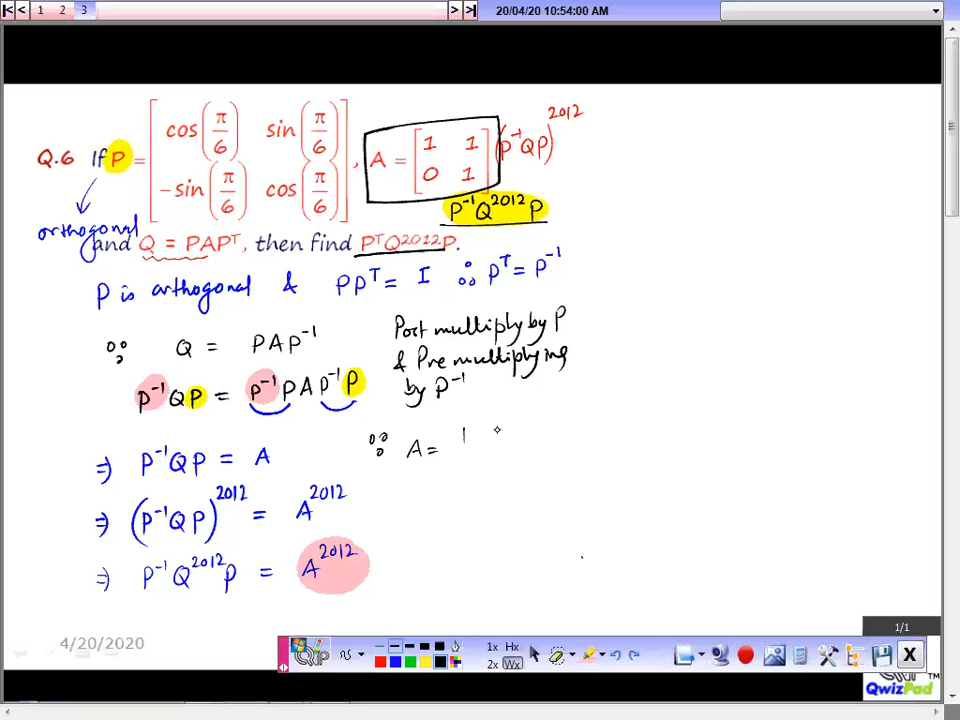 1 2 3
20/04/20 10:54:00 AM
Q.6 If P = [cos(π/6) sin(π/6) -sin(π/6) cos(π/6)], A = [1 1 0 1] (P⁻¹QP)²⁰¹²
P⁻¹Q²⁰¹²P
orthogonal
and Q = PAPᵀ, then find PᵀQ²⁰¹²P.
P is orthogonal & PPᵀ = I ∴ Pᵀ = P⁻¹
∵ Q = PAP⁻¹
Post multiply by P
& Pre multiplying
by P⁻¹
P⁻¹QP = P⁻¹PAP⁻¹P
⇒ P⁻¹QP = A
∵ A = 1
⇒ (P⁻¹QP)²⁰¹² = A²⁰¹²
⇒ P⁻¹Q²⁰¹²P = A²⁰¹²
1/1
4/20/2020
QIP
1x Hx
2x Wx
X
QwizPad™